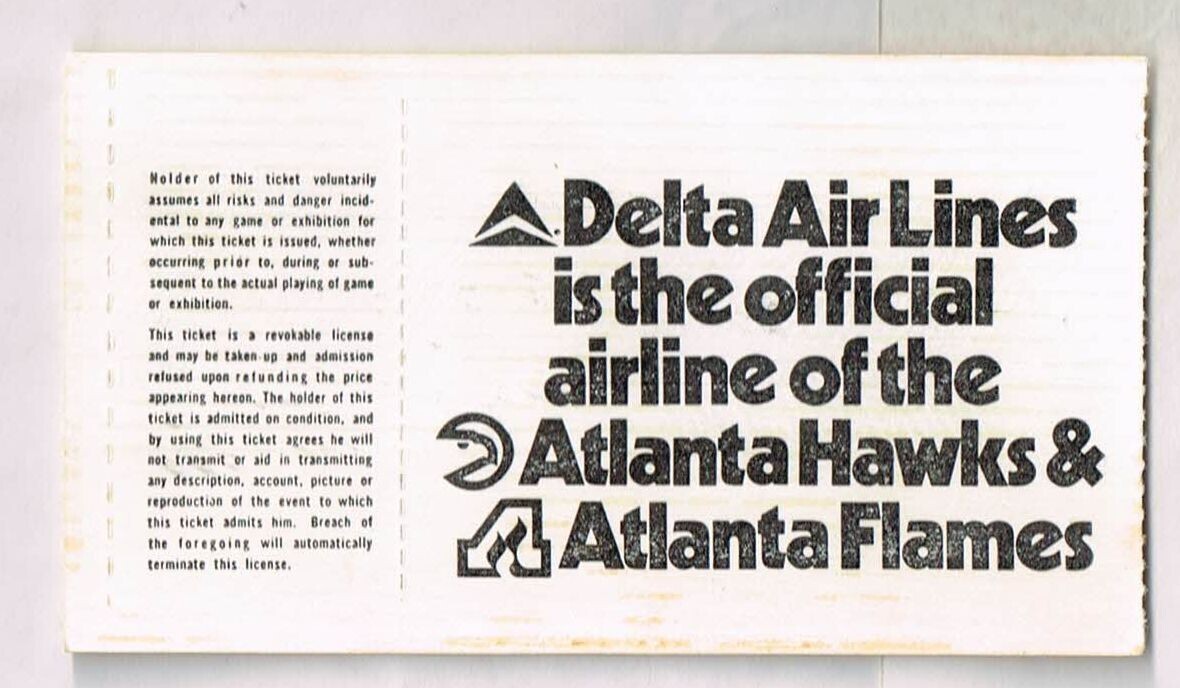 Holder of this ticket voluntarily
assumes all risks and danger incid-
ental to any game or exhibition for
which this ticket is issued, whether
occurring prior to, during or sub-
sequent to the actual playing of game
or exhibition.
This ticket is a revokable license
and may be taken up and admission
refused upon refunding the price
appearing hereon. The holder of this
ticket is admitted on condition, and
by using this ticket agrees he will
not transmit or aid in transmitting
any description, account, picture or
reproduction of the event to which
this ticket admits him. Breach of
the foregoing will automatically
terminate this license.
Delta Air Lines
is the official
airline of the
Atlanta Hawks &
Atlanta Flames